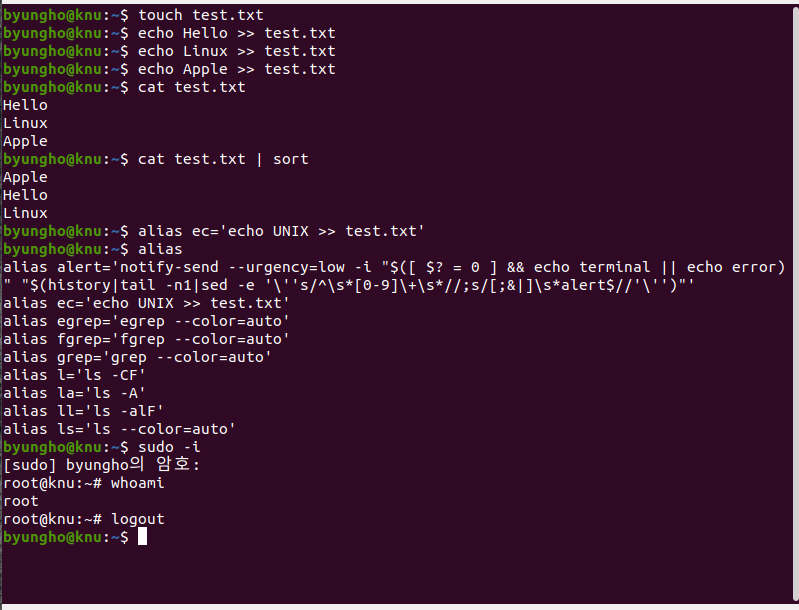 byungho@knu:~$ touch test.txt
byungho@knu:~$ echo Hello >> test.txt
byungho@knu:~$ echo Linux >> test.txt
byungho@knu:~$ echo Apple >> test.txt
byungho@knu:~$ cat test.txt
Hello
Linux
Apple
byungho@knu:~$ cat test.txt | sort
Apple
Hello
Linux
byungho@knu:~$ alias ec='echo UNIX >> test.txt'
byungho@knu:~$ alias
alias alert='notify-send --urgency=low -i "$([ $? = 0 ] && echo terminal || echo error)
" "$(history|tail -n1|sed -e '\''s/^\s*[0-9]\+\s*//;s/[;&|]\s*alert$//'\'')"'
alias ec='echo UNIX >> test.txt'
alias egrep='egrep --color=auto'
alias fgrep='fgrep --color=auto'
alias grep='grep --color=auto'
alias l='ls -CF'
alias la='ls -A'
alias ll='ls -alF'
alias ls='ls --color=auto'
byungho@knu:~$ sudo -i
[sudo] byungho의 암호:
root@knu:~# whoami
root
root@knu:~# logout
byungho@knu:~$